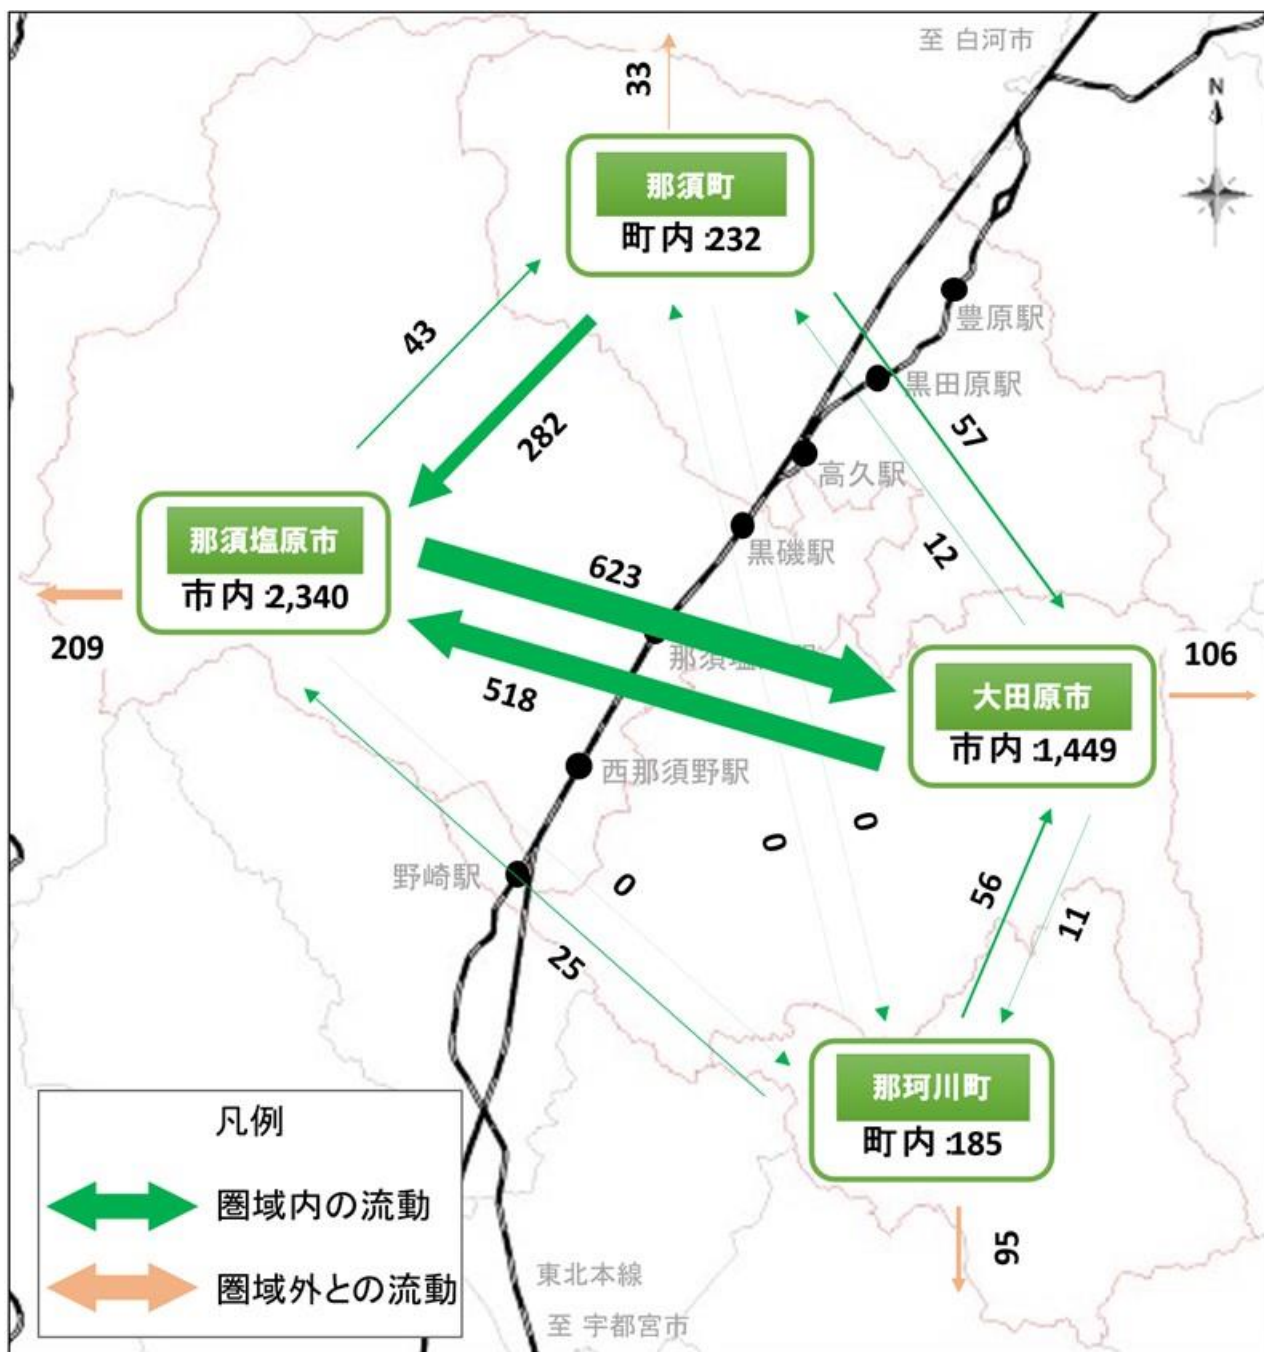 至 白河市
N
33
那須町
町内:232
豊原駅
43
黒田原駅
282
57
高久駅
那須塩原市
市内:2,340
黒磯駅
12
623
209
那須塩
106
518
大田原市
市内:1,449
西那須野駅
0
0
野崎駅
0
56
11
25
那珂川町
町内:185
凡例
圏域内の流動
圏域外との流動
95
東北本線
至 宇都宮市